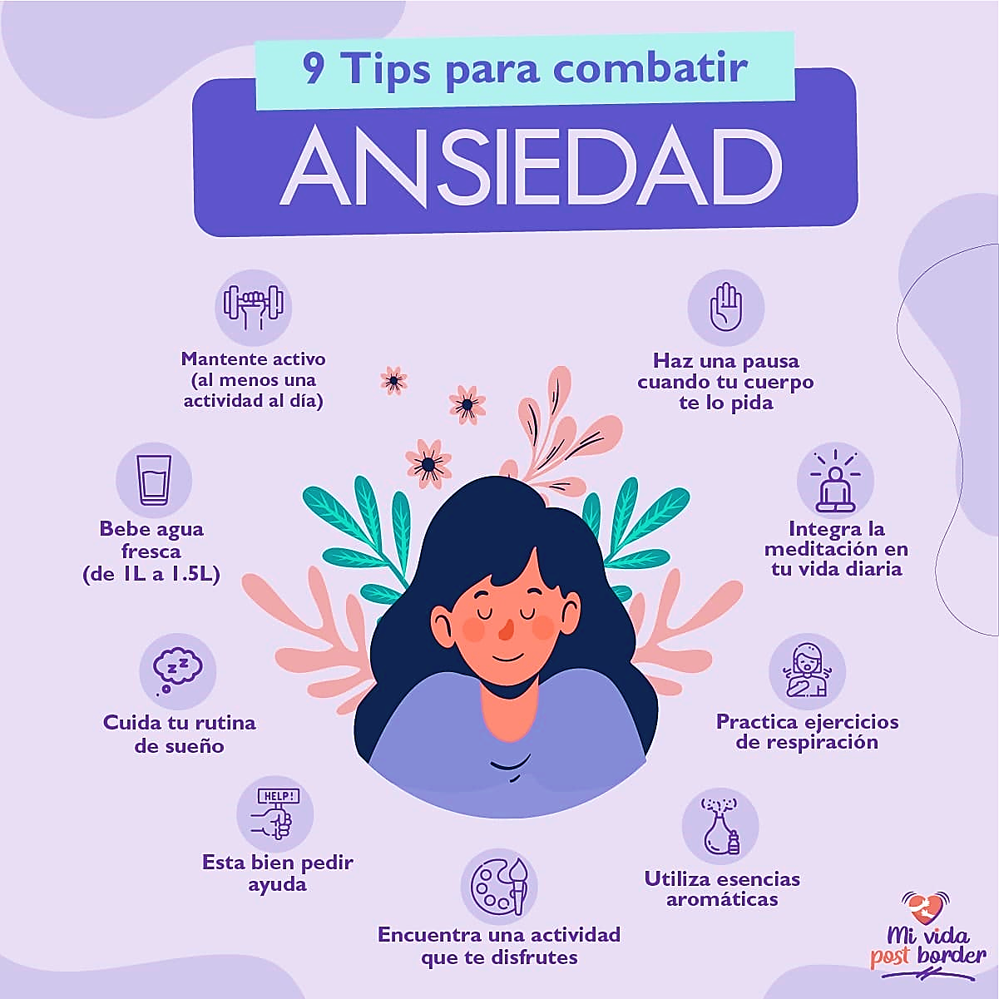 9 Tips para combatir
ANSIEDAD
Mantente activo
(al menos una
actividad al día)
Haz una pausa
cuando tu cuerpo
te lo pida
Bebe agua
fresca
(de 1L a 1.5L)
Integra la
meditación en
tu vida diaria
zz
Cuida tu rutina
de sueño
Practica ejercicios
de respiración
HELP!
Esta bien pedir
ayuda
Utiliza esencias
aromáticas
Encuentra una actividad
que te disfrutes
Mi vida
post border